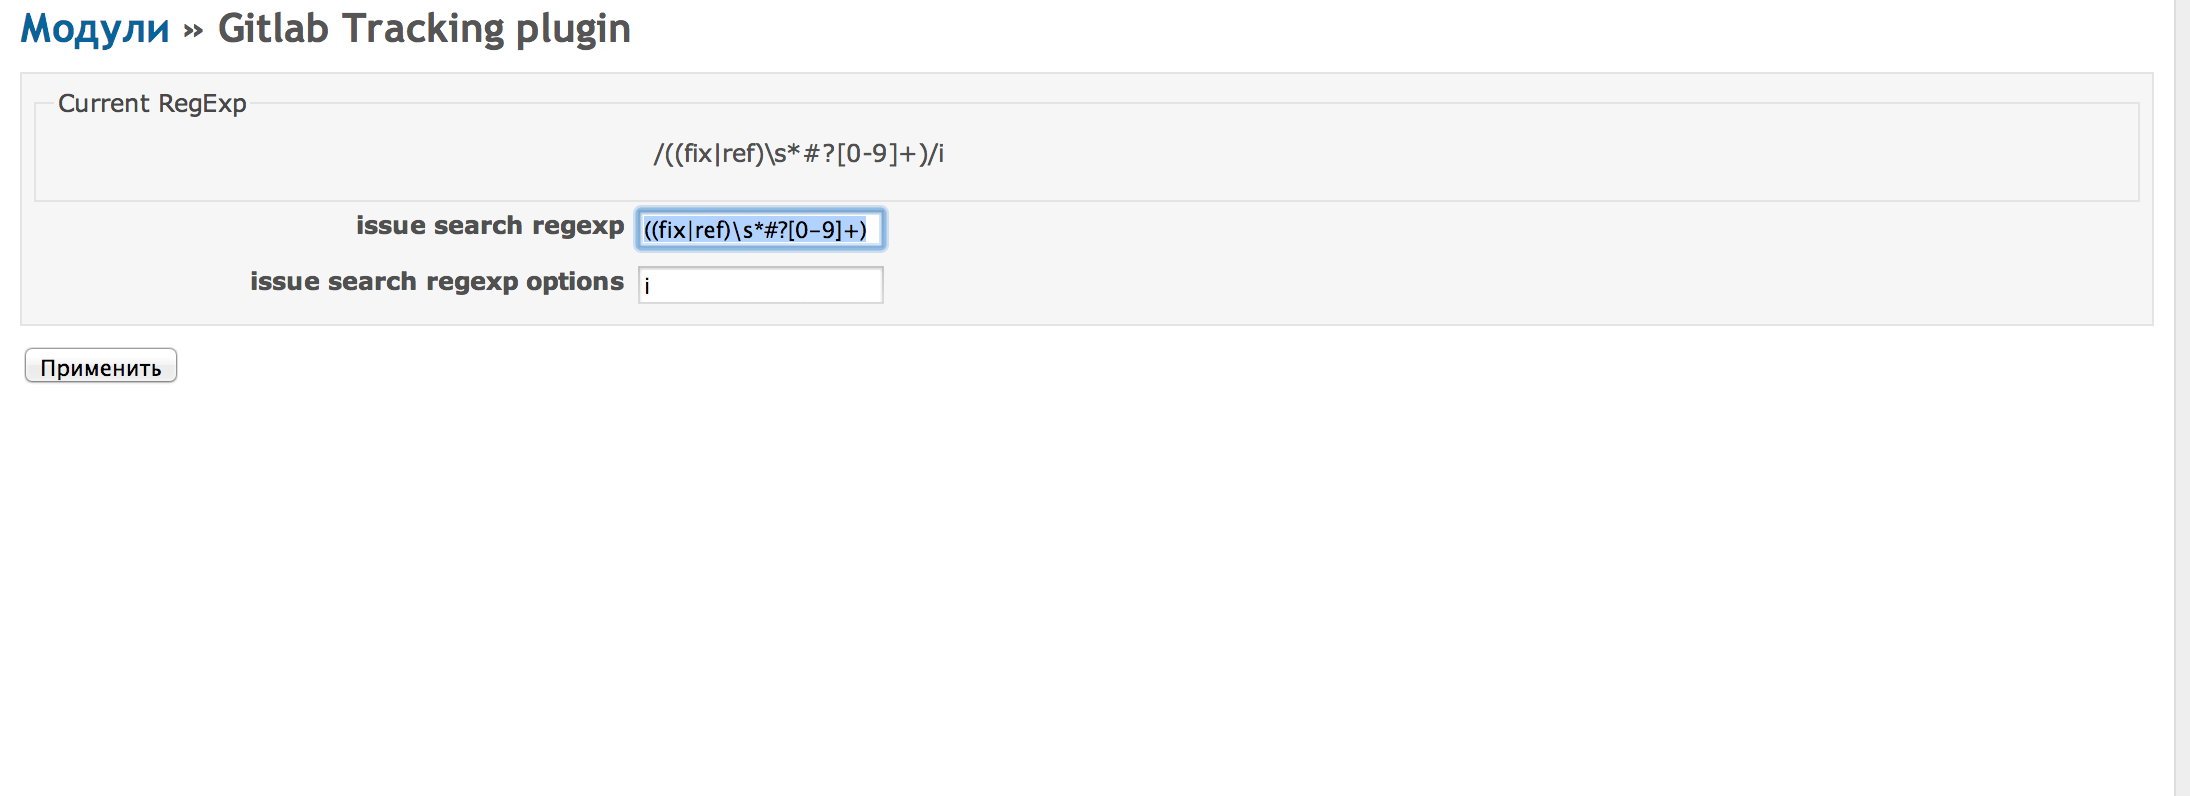 Модули » Gitlab Tracking plugin
Current RegExp
/((fix|ref)\s*#?[0-9]+)/i
issue search regexp ((fix|ref)\s*#?[0-9]+)
issue search regexp options i
Применить